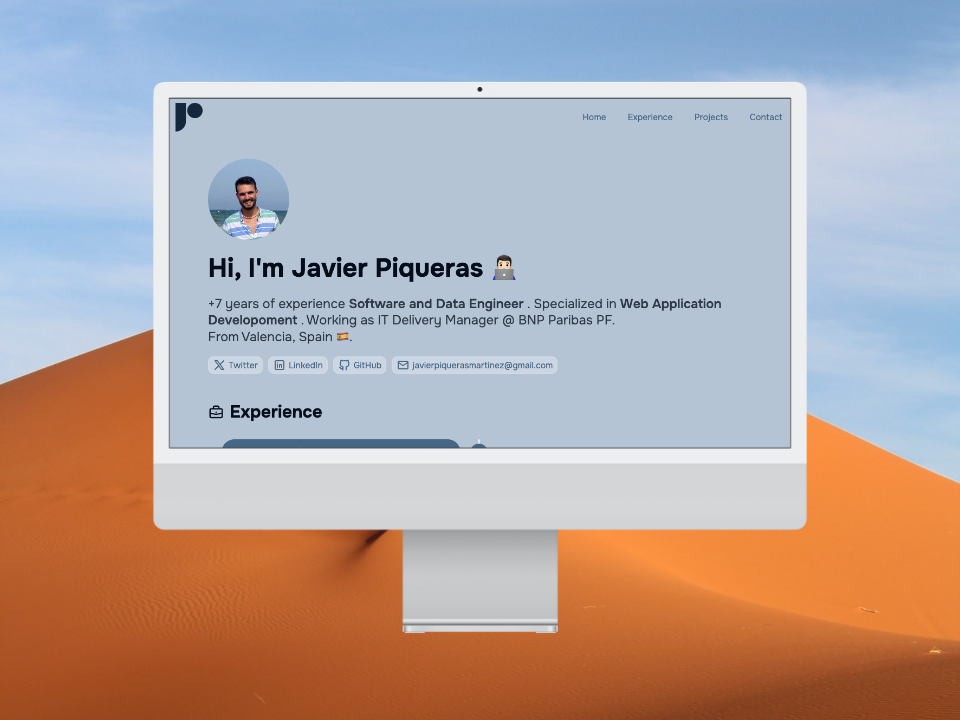 Home Experience Projects Contact
Hi, I'm Javier Piqueras 👨🏻‍💻
+7 years of experience Software and Data Engineer . Specialized in Web Application
Developoment . Working as IT Delivery Manager @ BNP Paribas PF.
From Valencia, Spain 🇪🇸.
Twitter LinkedIn GitHub javierpiquerasmartinez@gmail.com
Experience